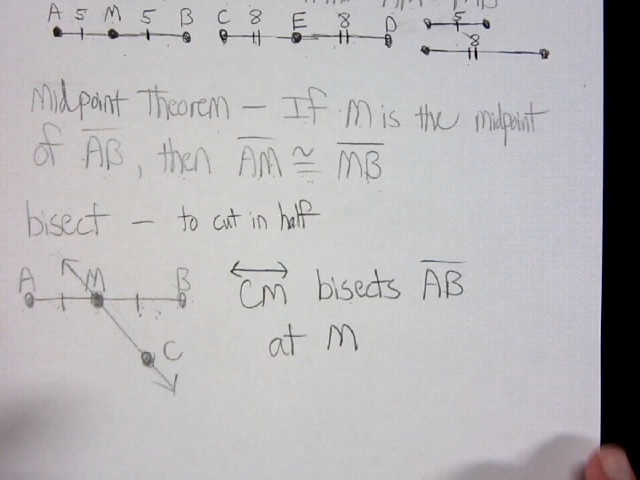 A 5 M 5 B C 8 E 8 D 5
8
Midpoint Theorem – If M is the midpoint
of AB, then AM ≅ MB
bisect – to cut in half
A M B CM bisects AB
C at M